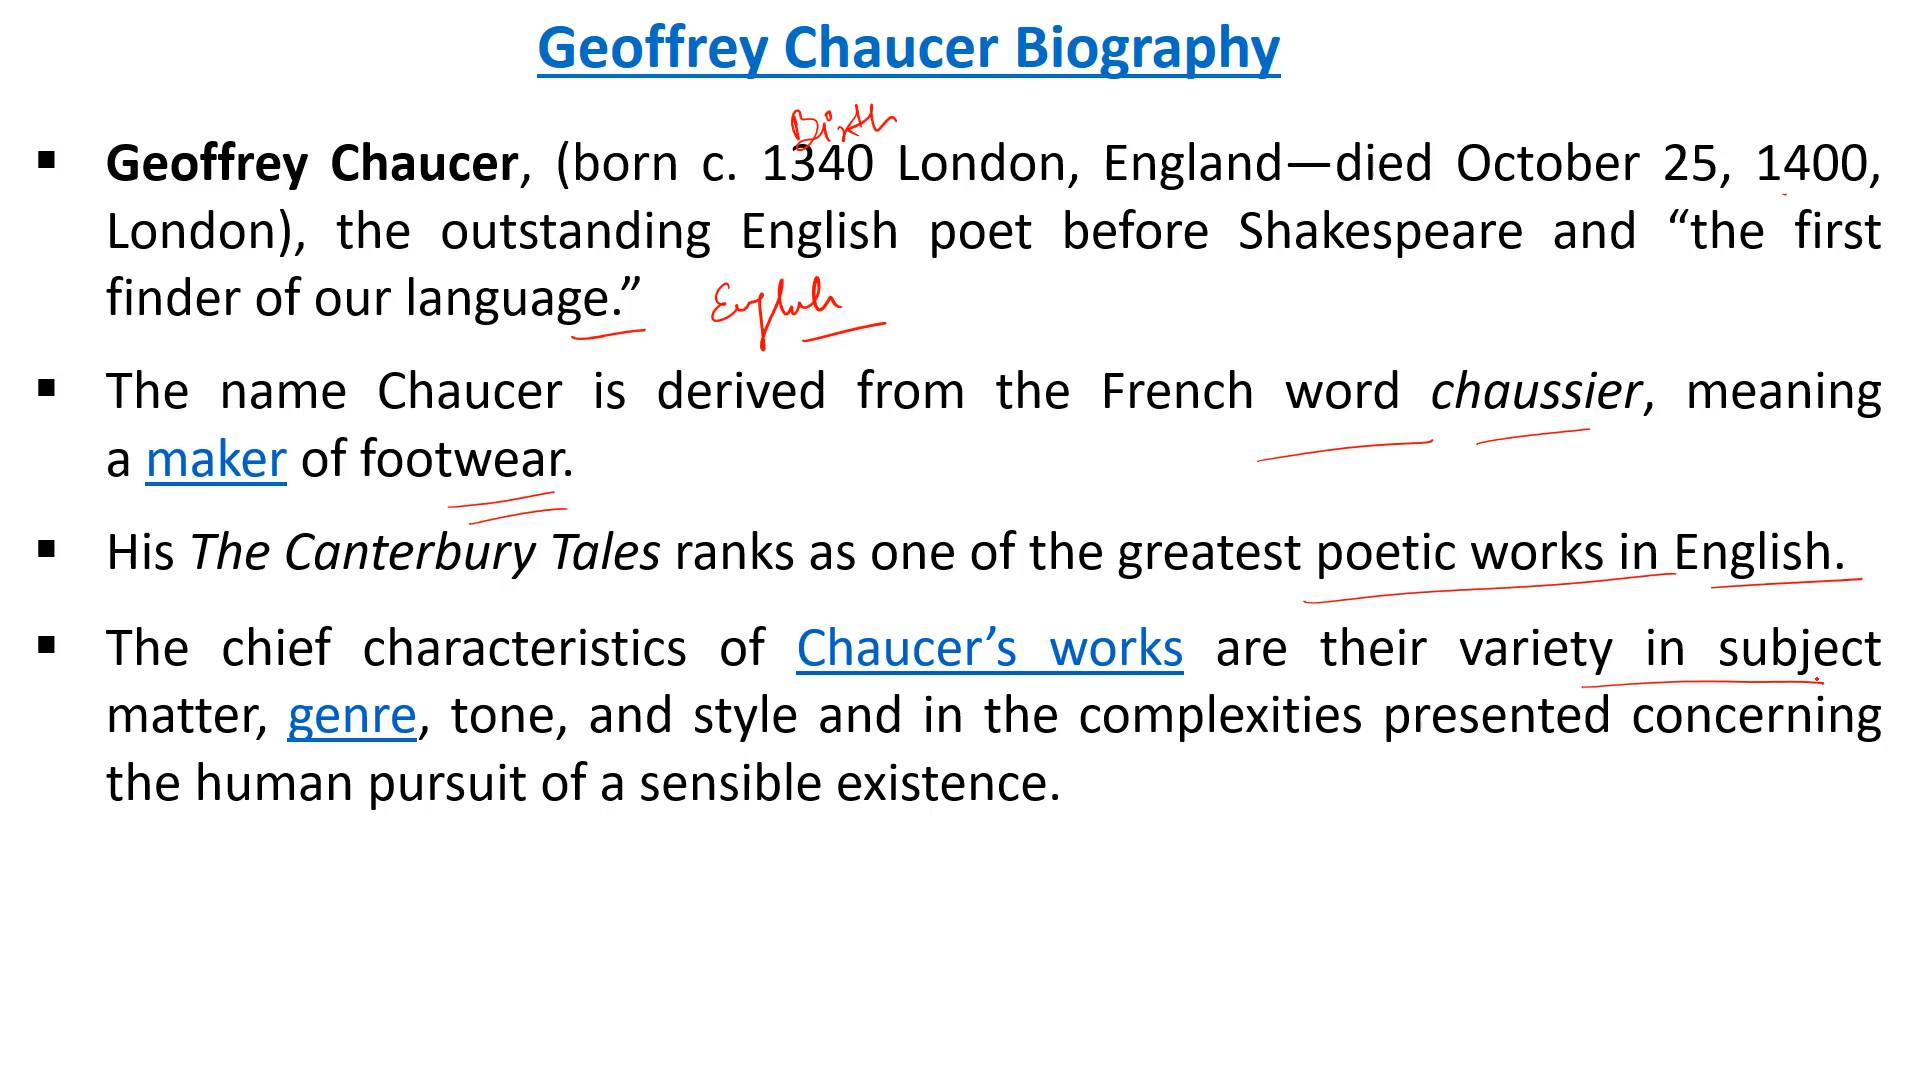 Geoffrey Chaucer Biography
Birth
▪ Geoffrey Chaucer, (born c. 1340 London, England—died October 25, 1400,
London), the outstanding English poet before Shakespeare and “the first
finder of our language.” English
▪ The name Chaucer is derived from the French word chaussier, meaning
a maker of footwear.
▪ His The Canterbury Tales ranks as one of the greatest poetic works in English.
▪ The chief characteristics of Chaucer’s works are their variety in subject
matter, genre, tone, and style and in the complexities presented concerning
the human pursuit of a sensible existence.